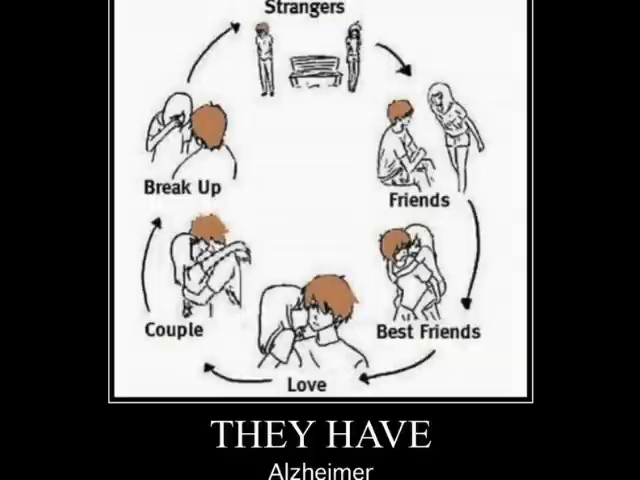 Strangers
Friends
Best Friends
Love
Couple
Break Up
THEY HAVE
Alzheimer